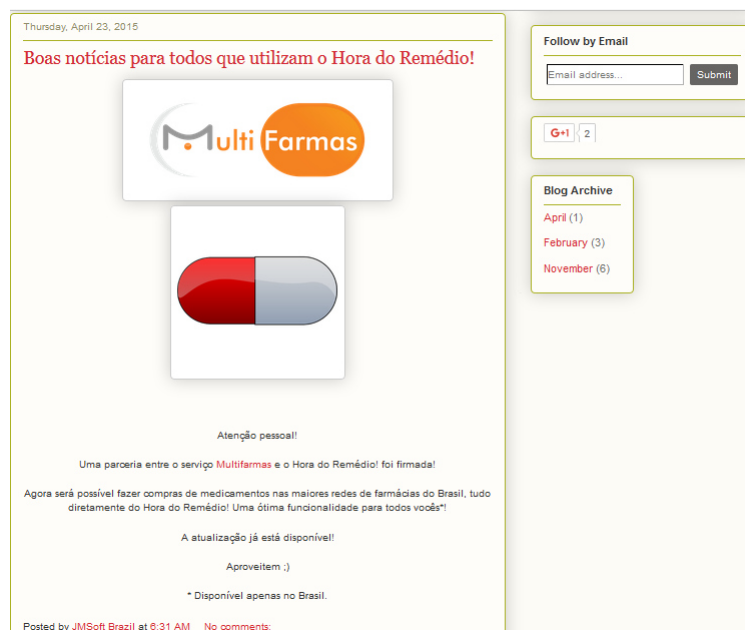 Thursday, April 23, 2015
Boas notícias para todos que utilizam o Hora do Remédio!
Multi Farmas
Atenção pessoal!
Uma parceria entre o serviço Multifarmas e o Hora do Remédio! foi firmada!
Agora será possível fazer compras de medicamentos nas maiores redes de farmácias do Brasil, tudo
diretamente do Hora do Remédio! Uma ótima funcionalidade para todos vocês*!
A atualização já está disponível!
Aproveitem ;)
* Disponível apenas no Brasil.
Posted by JMSoft Brazil at 6:31 AM No comments:
Follow by Email
Email address... Submit
G+1 2
Blog Archive
April (1)
February (3)
November (6)